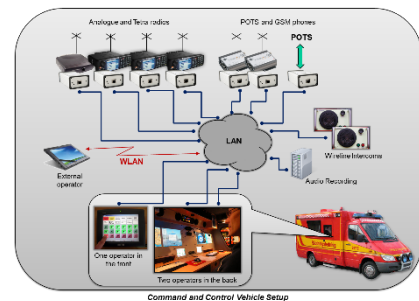 Analogue and Tetra radios
POTS and GSM phones
POTS
LAN
Wireline Intercoms
WLAN
External
operator
Audio Recording
One operator in
the front
Two operators in the back
Command and Control Vehicle Setup